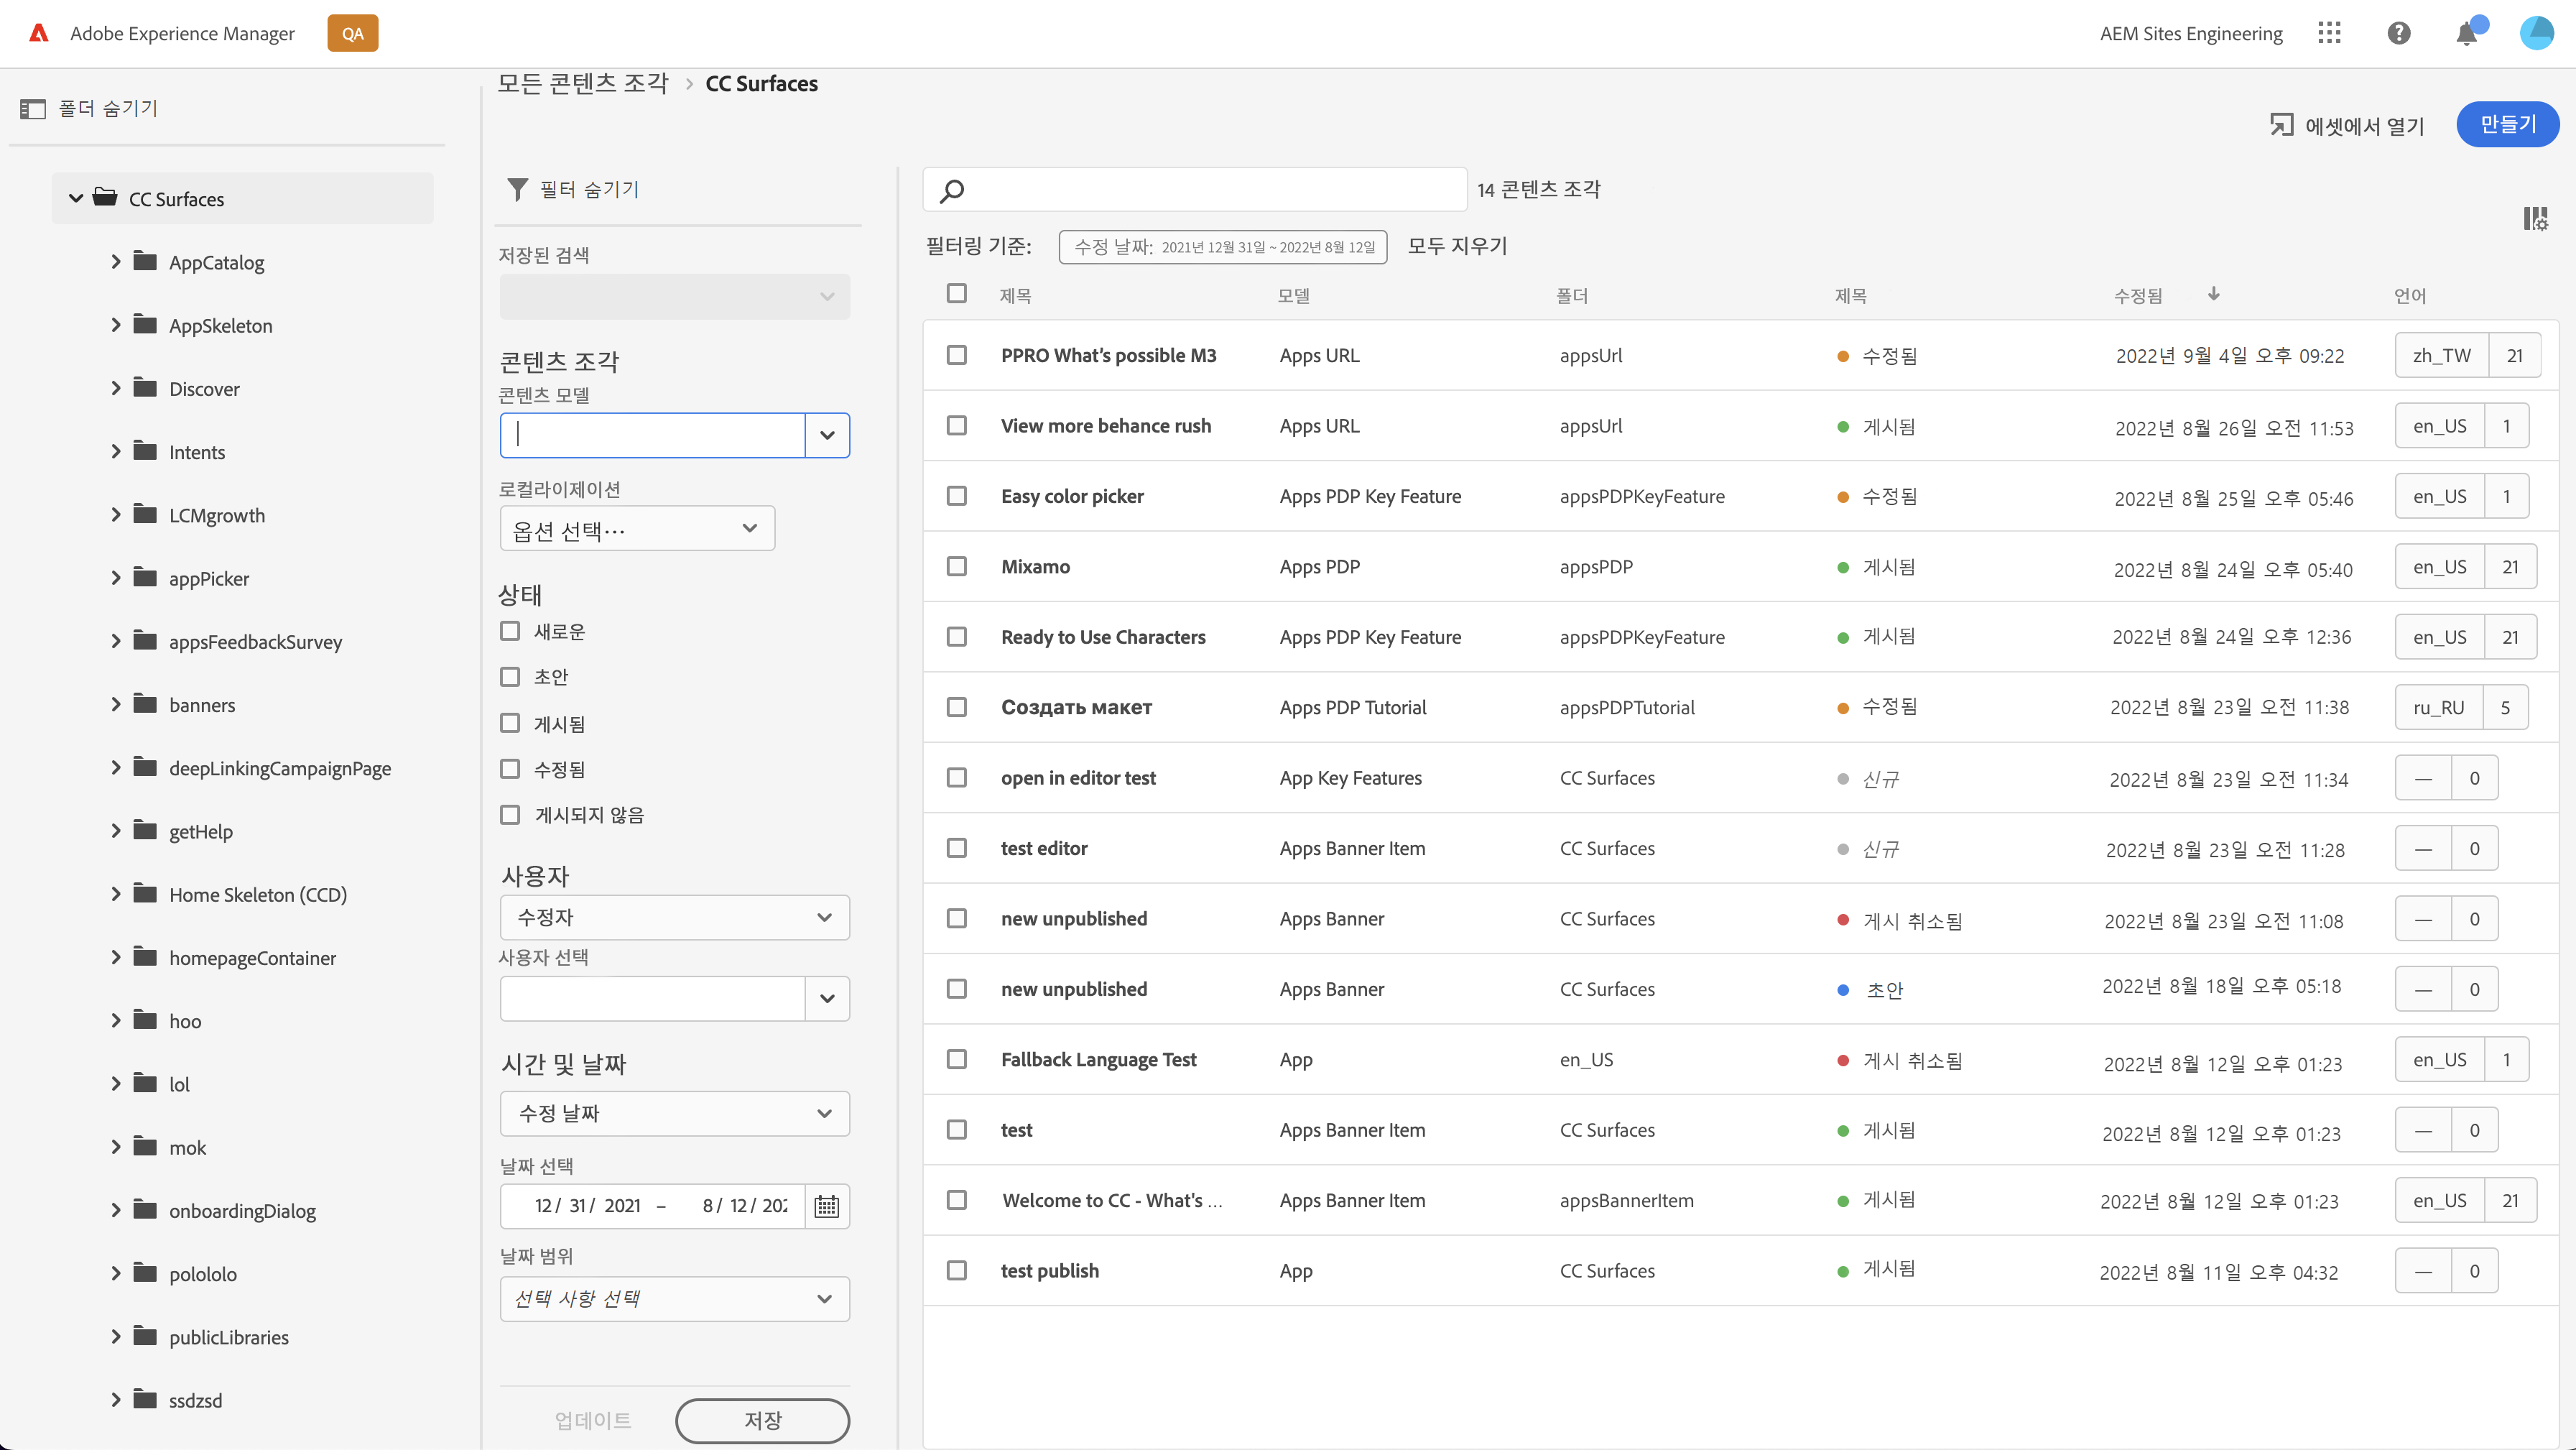 Adobe Experience Manager
QA
AEM Sites Engineering
폴더 숨기기
CC Surfaces
AppCatalog
AppSkeleton
Discover
Intents
LCMgrowth
appPicker
appsFeedbackSurvey
banners
deepLinkingCampaignPage
getHelp
Home Skeleton (CCD)
homepageContainer
hoo
lol
mok
onboardingDialog
polololo
publicLibraries
ssdzsd
모든 콘텐츠 조각 > CC Surfaces
에셋에서 열기
만들기
필터 숨기기
저장된 검색
콘텐츠 조각
콘텐츠 모델
로컬라이제이션
옵션 선택…
상태
새로운
초안
게시됨
수정됨
게시되지 않음
사용자
수정자
사용자 선택
시간 및 날짜
수정 날짜
날짜 선택
12/ 31/ 2021 – 8/ 12/ 202
날짜 범위
선택 사항 선택
업데이트
저장
14 콘텐츠 조각
필터링 기준: 수정 날짜: 2021년 12월 31일 ~ 2022년 8월 12일 모두 지우기
제목 모델 폴더 제목 수정됨 언어
PPRO What's possible M3 Apps URL appsUrl 수정됨 2022년 9월 4일 오후 09:22 zh_TW 21
View more behance rush Apps URL appsUrl 게시됨 2022년 8월 26일 오전 11:53 en_US 1
Easy color picker Apps PDP Key Feature appsPDPKeyFeature 수정됨 2022년 8월 25일 오후 05:46 en_US 1
Mixamo Apps PDP appsPDP 게시됨 2022년 8월 24일 오후 05:40 en_US 21
Ready to Use Characters Apps PDP Key Feature appsPDPKeyFeature 게시됨 2022년 8월 24일 오후 12:36 en_US 21
Создать макет Apps PDP Tutorial appsPDPTutorial 수정됨 2022년 8월 23일 오전 11:38 ru_RU 5
open in editor test App Key Features CC Surfaces 신규 2022년 8월 23일 오전 11:34 — 0
test editor Apps Banner Item CC Surfaces 신규 2022년 8월 23일 오전 11:28 — 0
new unpublished Apps Banner CC Surfaces 게시 취소됨 2022년 8월 23일 오전 11:08 — 0
new unpublished Apps Banner CC Surfaces 초안 2022년 8월 18일 오후 05:18 — 0
Fallback Language Test App en_US 게시 취소됨 2022년 8월 12일 오후 01:23 en_US 1
test Apps Banner Item CC Surfaces 게시됨 2022년 8월 12일 오후 01:23 — 0
Welcome to CC - What's ... Apps Banner Item appsBannerItem 게시됨 2022년 8월 12일 오후 01:23 en_US 21
test publish App CC Surfaces 게시됨 2022년 8월 11일 오후 04:32 — 0